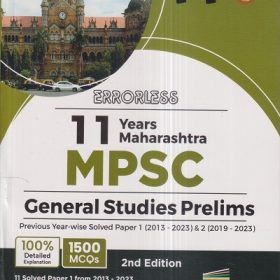 11
ERRORLESS
11 Years
Maharashtra
MPSC
General Studies Prelims
Previous Year-wise Solved Paper 1 (2013 - 2023) & 2 (2019 - 2023)
100%
Detailed
Explanation
1500
MCQs
2nd Edition
11 Solved Paper 1 from 2013 - 2023